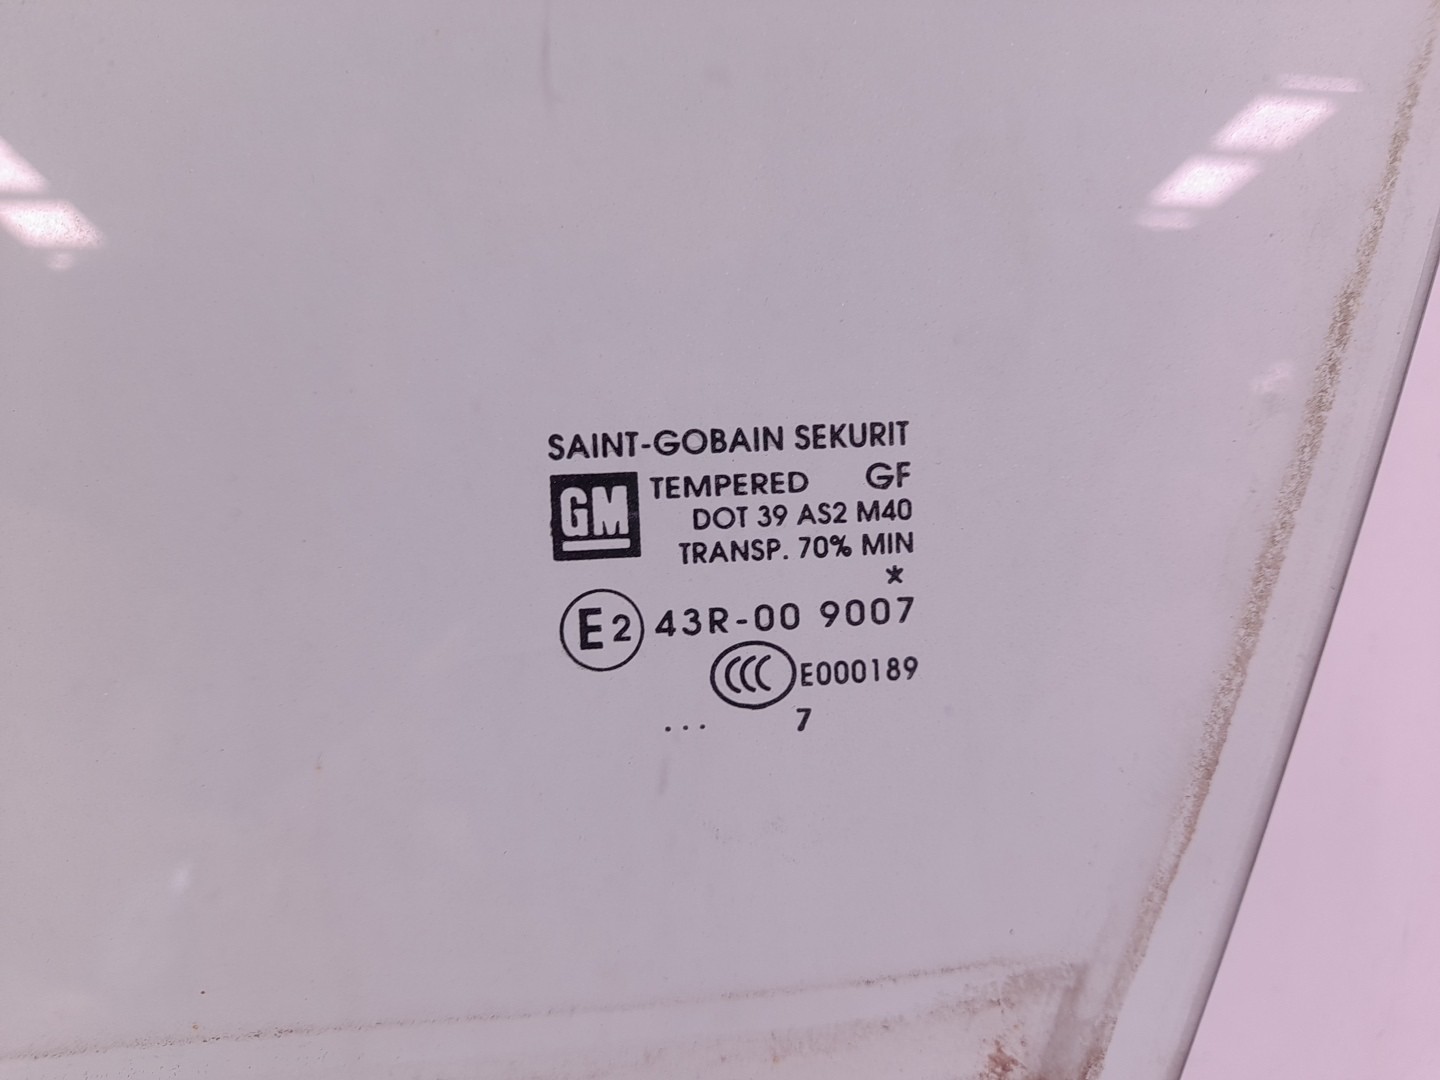 SAINT-GOBAIN SEKURIT
GM TEMPERED GF
DOT 39 AS2 M40
TRANSP. 70% MIN
*
E2 43R-00 9007
CCC E000189
... 7